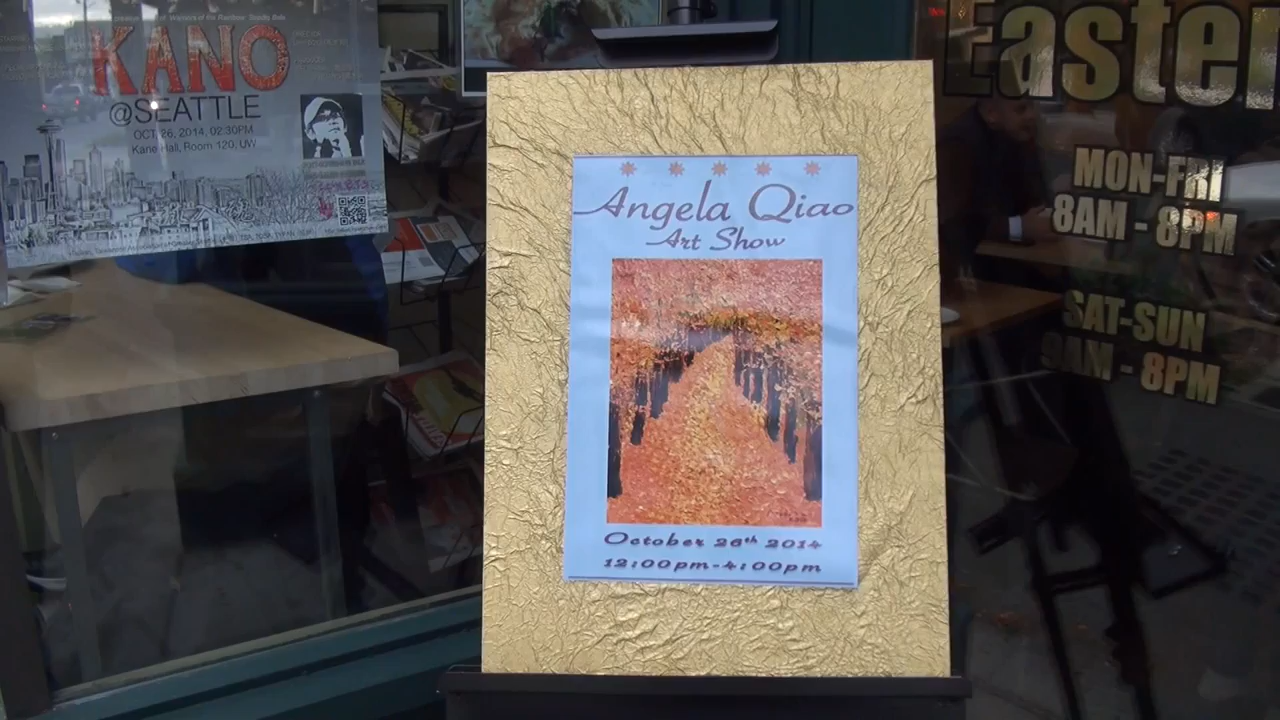 KANO
@SEATTLE
OCT 26, 2014, 02:30PM
Kane Hall, Room 120, UW
Angela Qiao
Art Show
October 26th 2014
12:00pm-4:00pm
Easter
MON-FRI
8AM - 8PM
SAT-SUN
9AM - 8PM